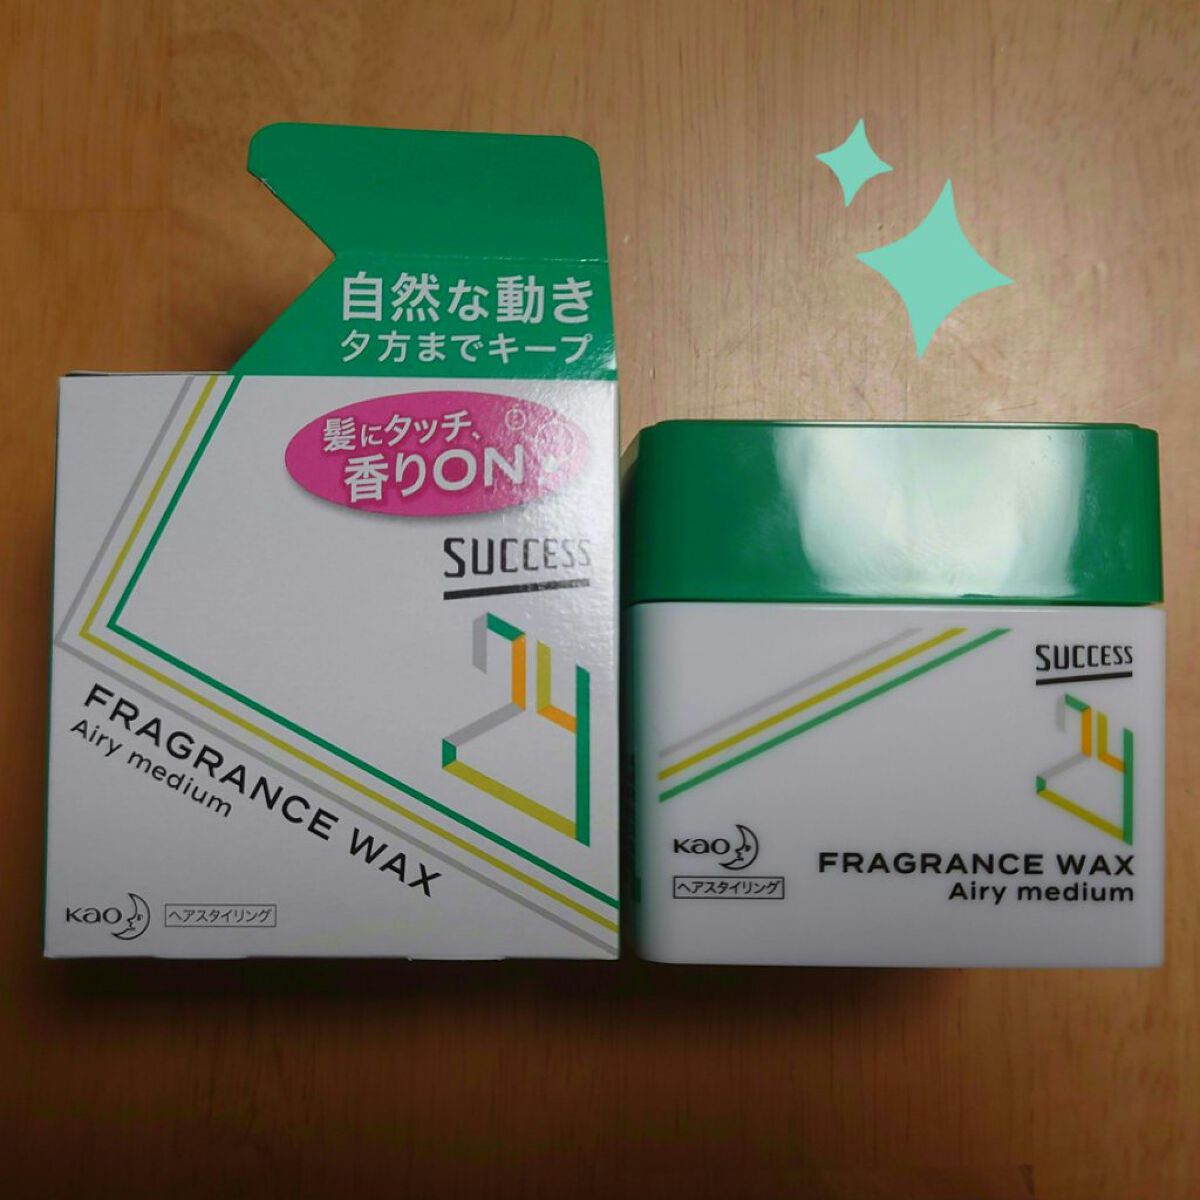 自然な動き
夕方までキープ
髪にタッチ、
香りON
SUCCESS
24
FRAGRANCE WAX
Airy medium
Kao
ヘアスタイリング
SUCCESS
24
Kao
ヘアスタイリング
FRAGRANCE WAX
Airy medium